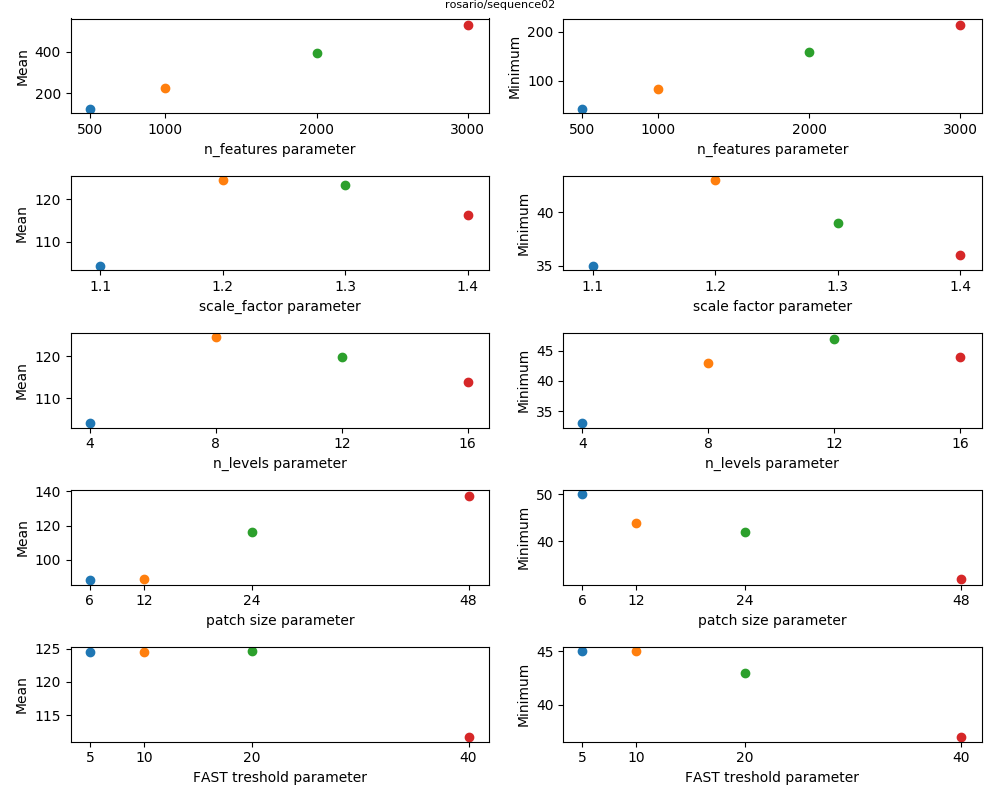 rosario/sequence02
Mean
400
200
500 1000 2000 3000
n_features parameter
Minimum
200
100
500 1000 2000 3000
n_features parameter
Mean
120
110
1.1 1.2 1.3 1.4
scale_factor parameter
Minimum
40
35
1.1 1.2 1.3 1.4
scale factor parameter
Mean
120
110
4 8 12 16
n_levels parameter
Minimum
45
40
35
4 8 12 16
n_levels parameter
Mean
140
120
100
6 12 24 48
patch size parameter
Minimum
50
40
6 12 24 48
patch size parameter
Mean
125
120
115
5 10 20 40
FAST treshold parameter
Minimum
45
40
5 10 20 40
FAST treshold parameter